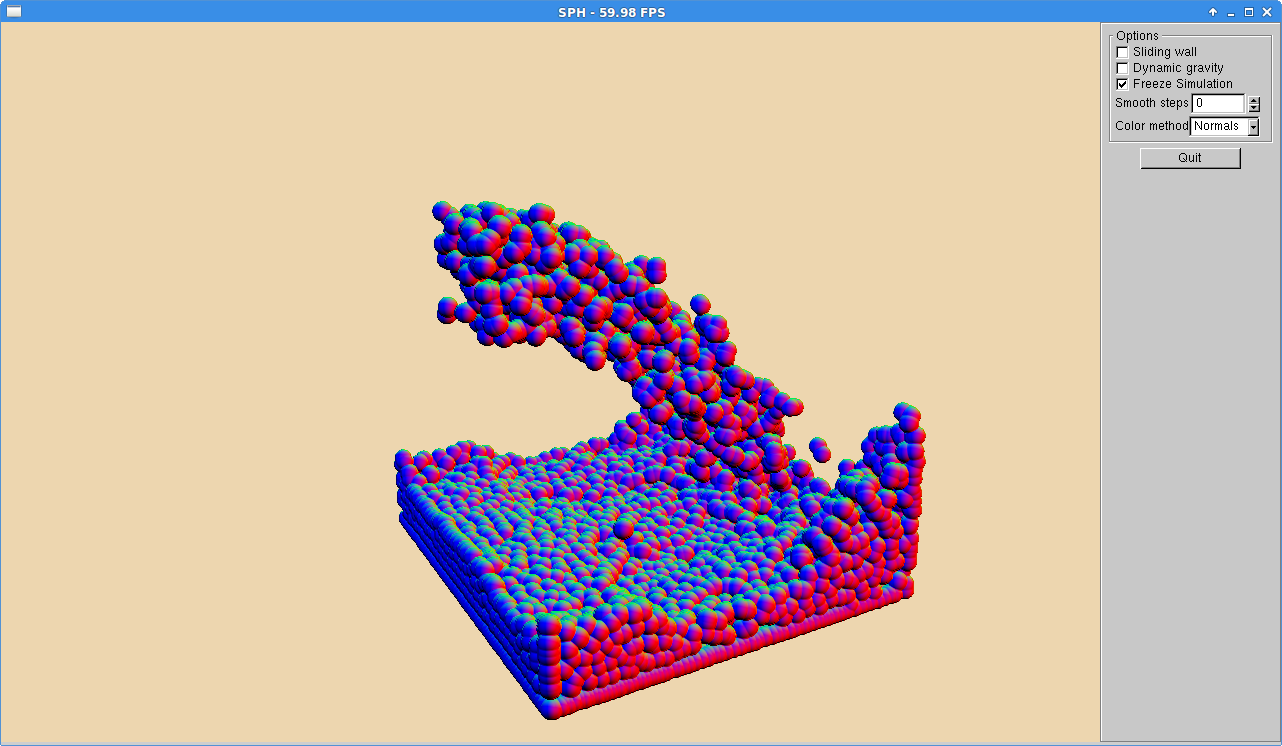 SPH - 59.98 FPS
Options
Sliding wall
Dynamic gravity
Freeze Simulation
Smooth steps 0
Color method Normals
Quit